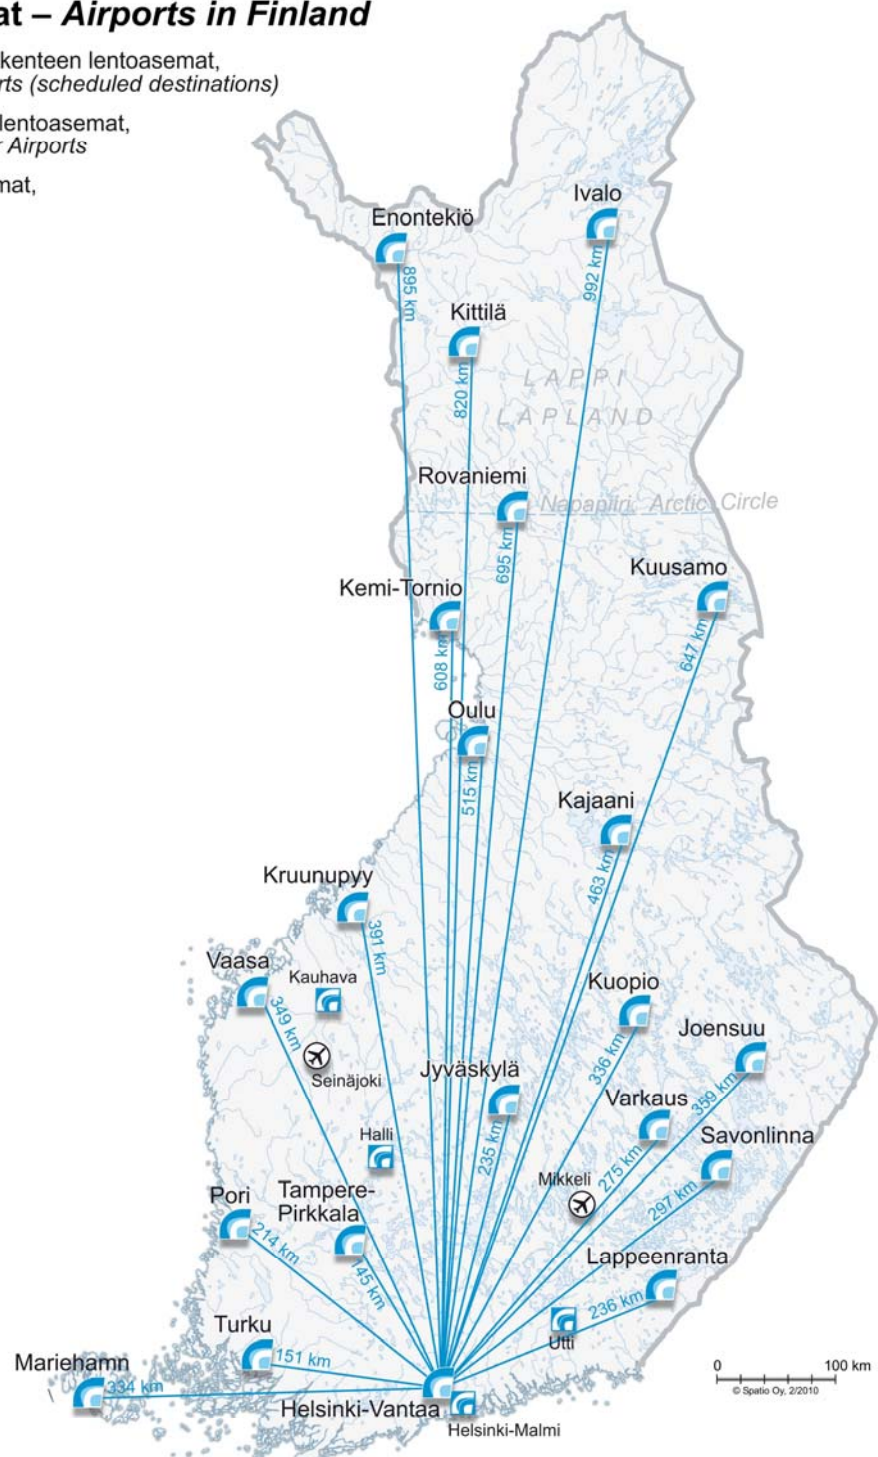 at – Airports in Finland
kenteen lentoasemat,
rts (scheduled destinations)
lentoasemat,
r Airports
mat,
Ivalo
Enontekiö
992 km
895 km
Kittilä
820 km
LAPPI
LAPLAND
Rovaniemi
Napapiiri, Arctic Circle
695 km
Kuusamo
Kemi-Tornio
647 km
608 km
Oulu
515 km
Kajaani
463 km
Kruunupyy
391 km
Vaasa
Kauhava
349 km
Kuopio
Joensuu
336 km
Seinäjoki
Jyväskylä
359 km
Varkaus
Halli
235 km
Savonlinna
275 km
Mikkeli
297 km
Pori
Tampere-
Pirkkala
214 km
145 km
Lappeenranta
236 km
Utti
Turku
151 km
Mariehamn
334 km
0 100 km
© Spatio Oy, 2/2010
Helsinki-Vantaa
Helsinki-Malmi